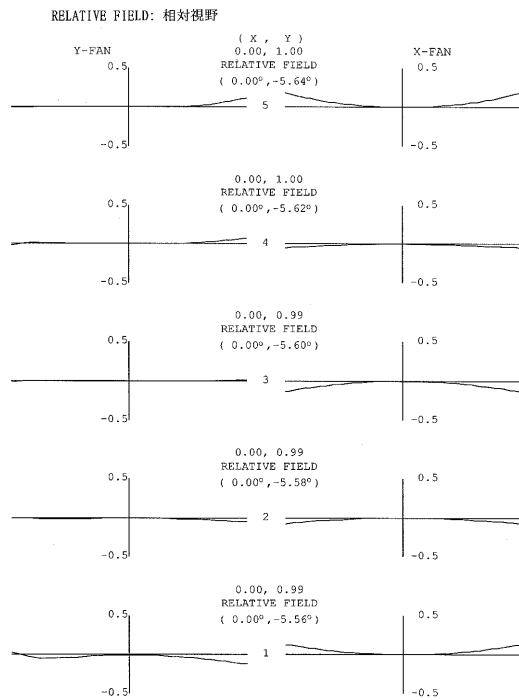 RELATIVE FIELD: 相対視野
( X , Y )
Y-FAN 0.00, 1.00 X-FAN
0.5 RELATIVE FIELD 0.5
( 0.00°,-5.64°)
5
-0.5 -0.5
0.00, 1.00
RELATIVE FIELD
0.5 ( 0.00°,-5.62°) 0.5
4
-0.5 -0.5
0.00, 0.99
RELATIVE FIELD
0.5 ( 0.00°,-5.60°) 0.5
3
-0.5 -0.5
0.00, 0.99
RELATIVE FIELD
0.5 ( 0.00°,-5.58°) 0.5
2
-0.5 -0.5
0.00, 0.99
RELATIVE FIELD
0.5 ( 0.00°,-5.56°) 0.5
1
-0.5 -0.5